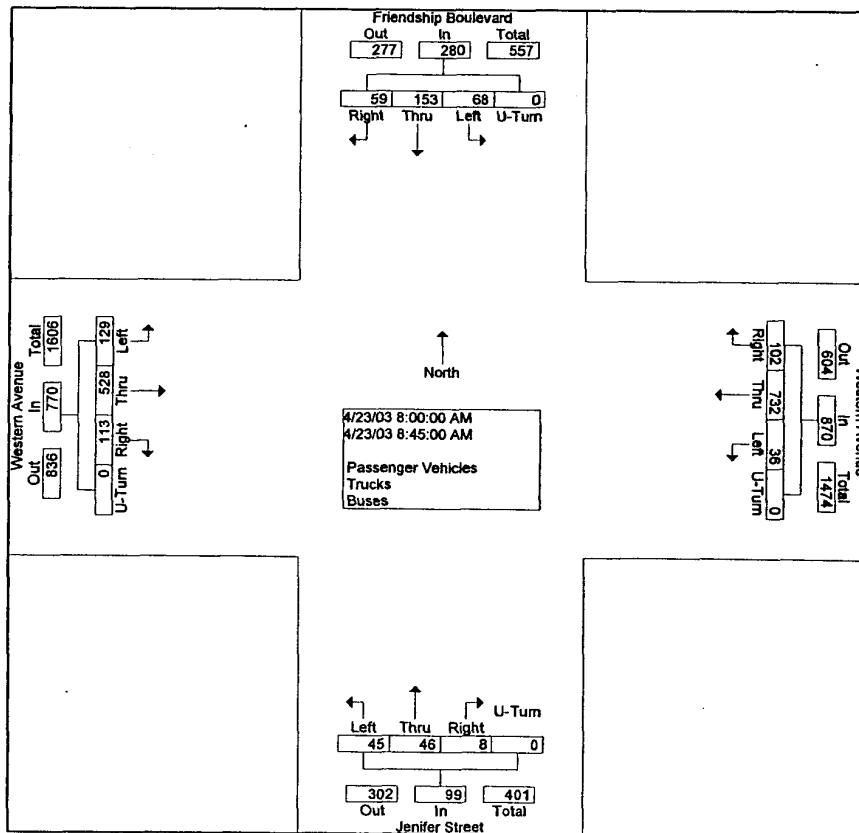 Friendship Boulevard
Out In Total
277 280 557
59 153 68 0
Right Thru Left U-Turn
Western Avenue
Total In Out
1606 770 836
129 528 113 0
Left Thru Right U-Turn
North
4/23/03 8:00:00 AM
4/23/03 8:45:00 AM
Passenger Vehicles
Trucks
Buses
Right Thru Left U-Turn
102 732 36 0
Out In Total
604 870 1474
Left Thru Right U-Turn
45 46 8 0
302 99 401
Out In Total
Jenifer Street